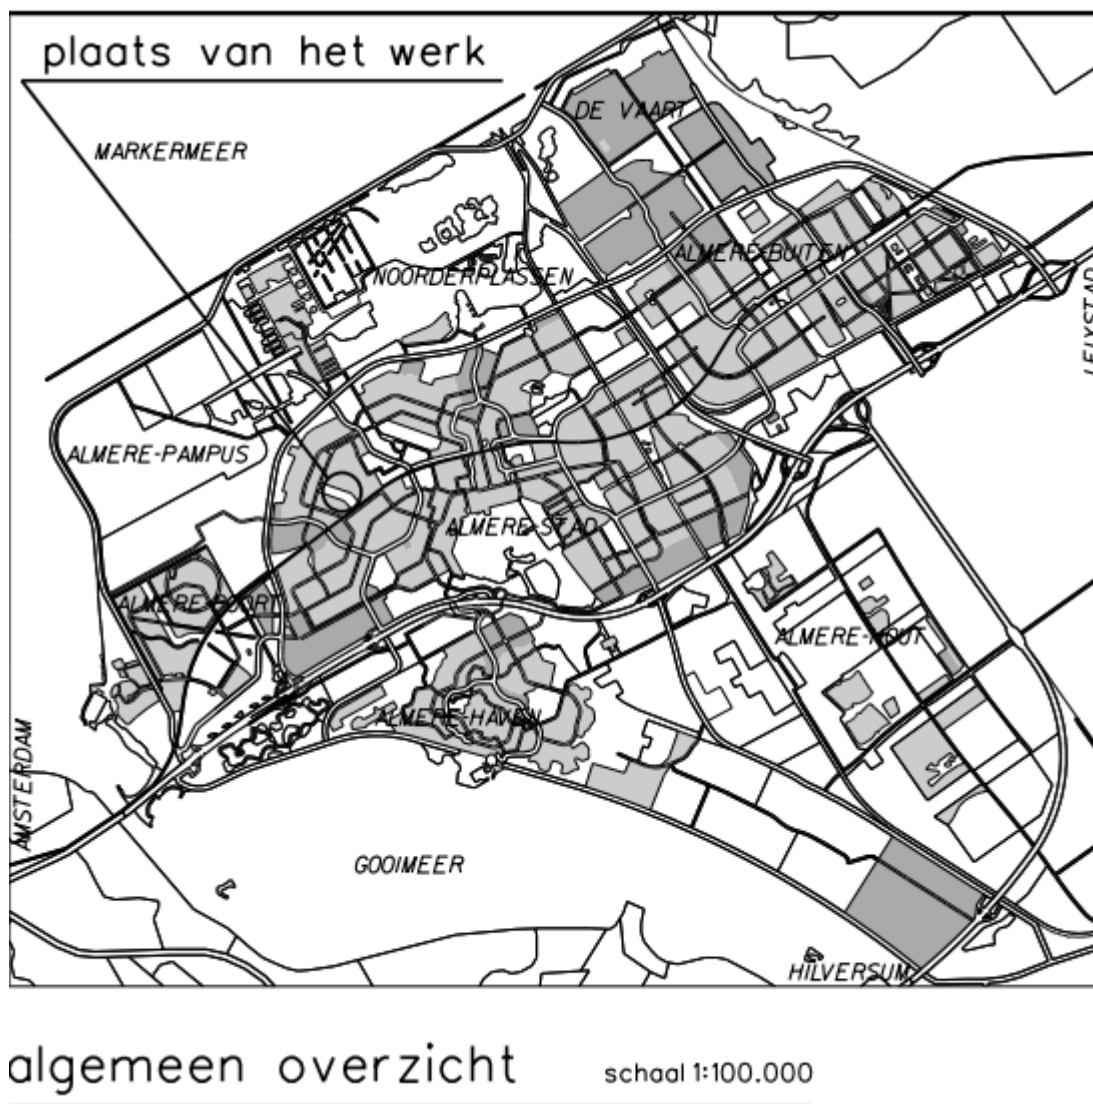 plaats van het werk
DE VAART
MARKERMEER
ALMERE-BUITEN
NOORDERPLASSEN
LELYSTAD
ALMERE-PAMPUS
ALMERE-STAD
ALMERE-POORT
ALMERE-HOUT
ALMERE-HAVEN
AMSTERDAM
GOOIMEER
HILVERSUM
algemeen overzicht
schaal 1:100.000